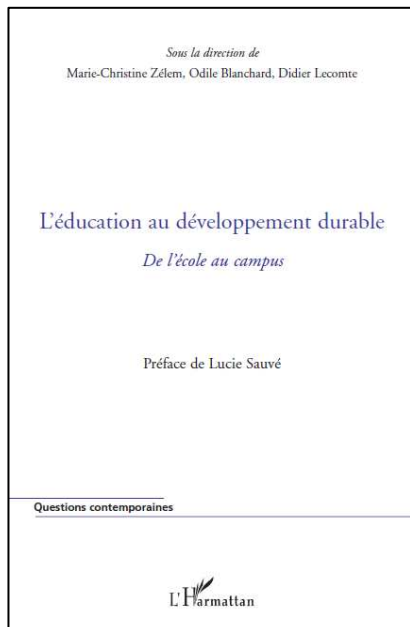 Sous la direction de
Marie-Christine Zélem, Odile Blanchard, Didier Lecomte
L'éducation au développement durable
De l'école au campus
Préface de Lucie Sauvé
Questions contemporaines
L'Harmattan